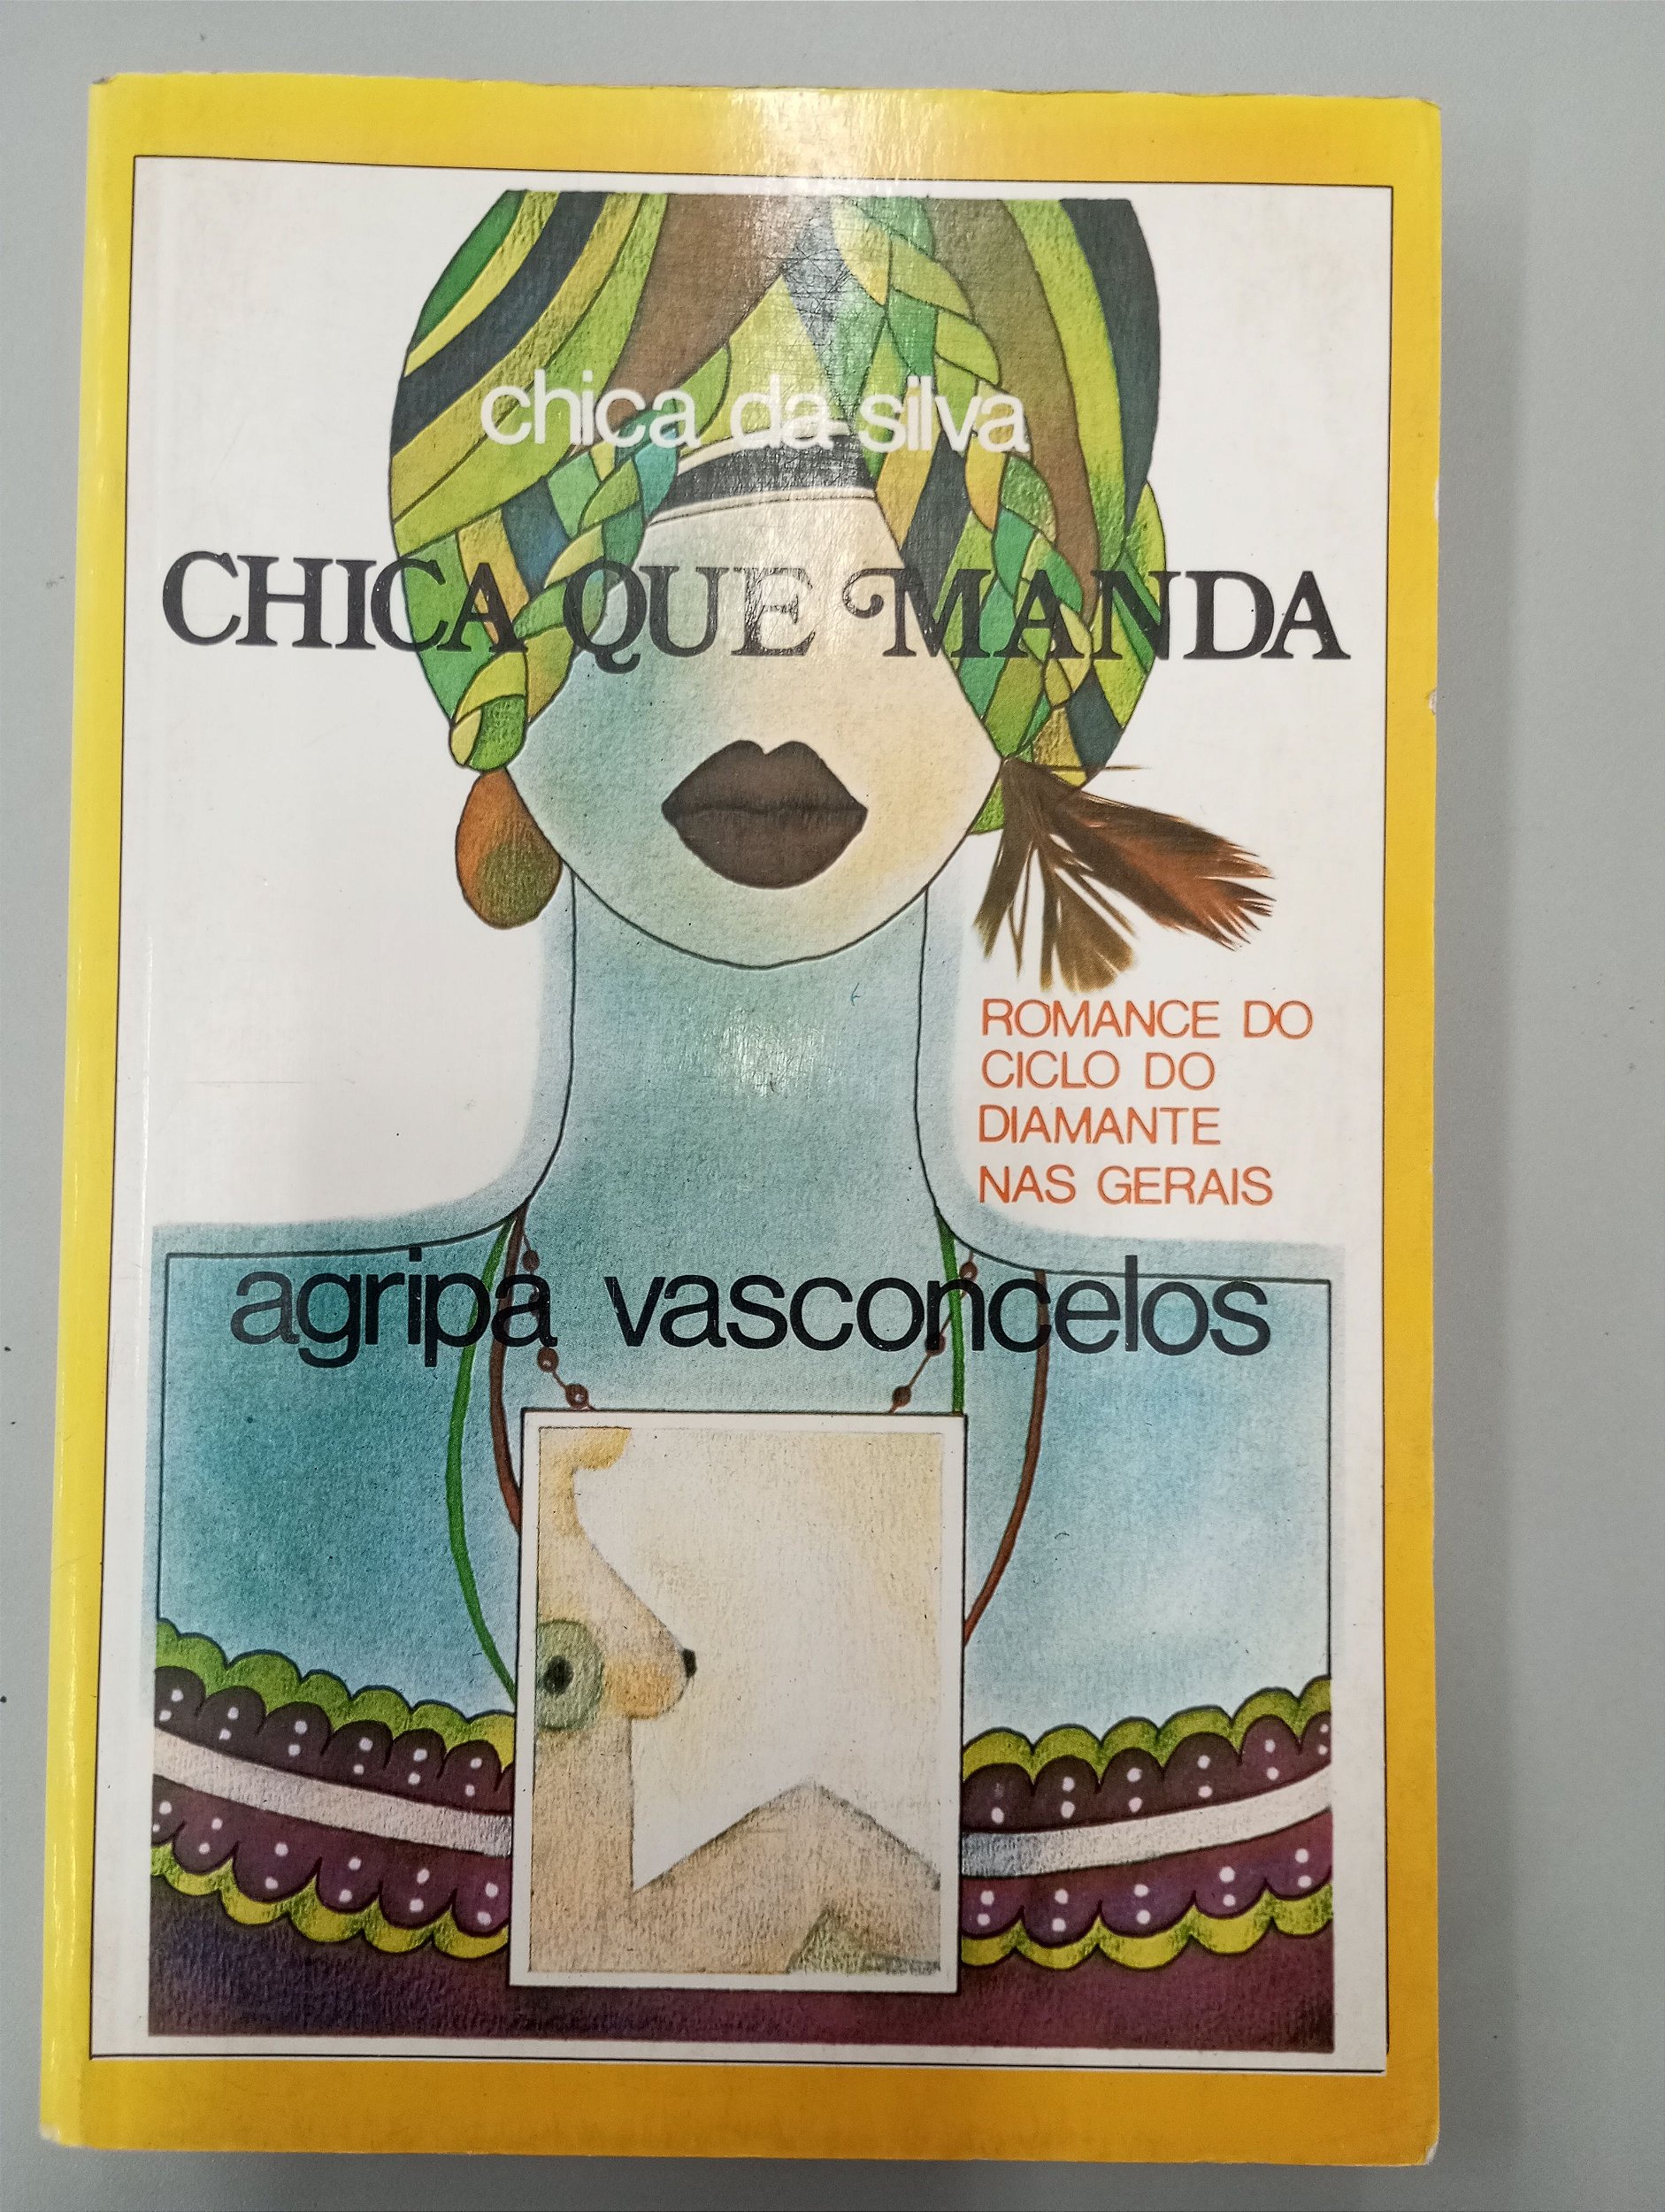 chica da silva
CHICA QUE MANDA
ROMANCE DO
CICLO DO
DIAMANTE
NAS GERAIS
agripa vasconcelos